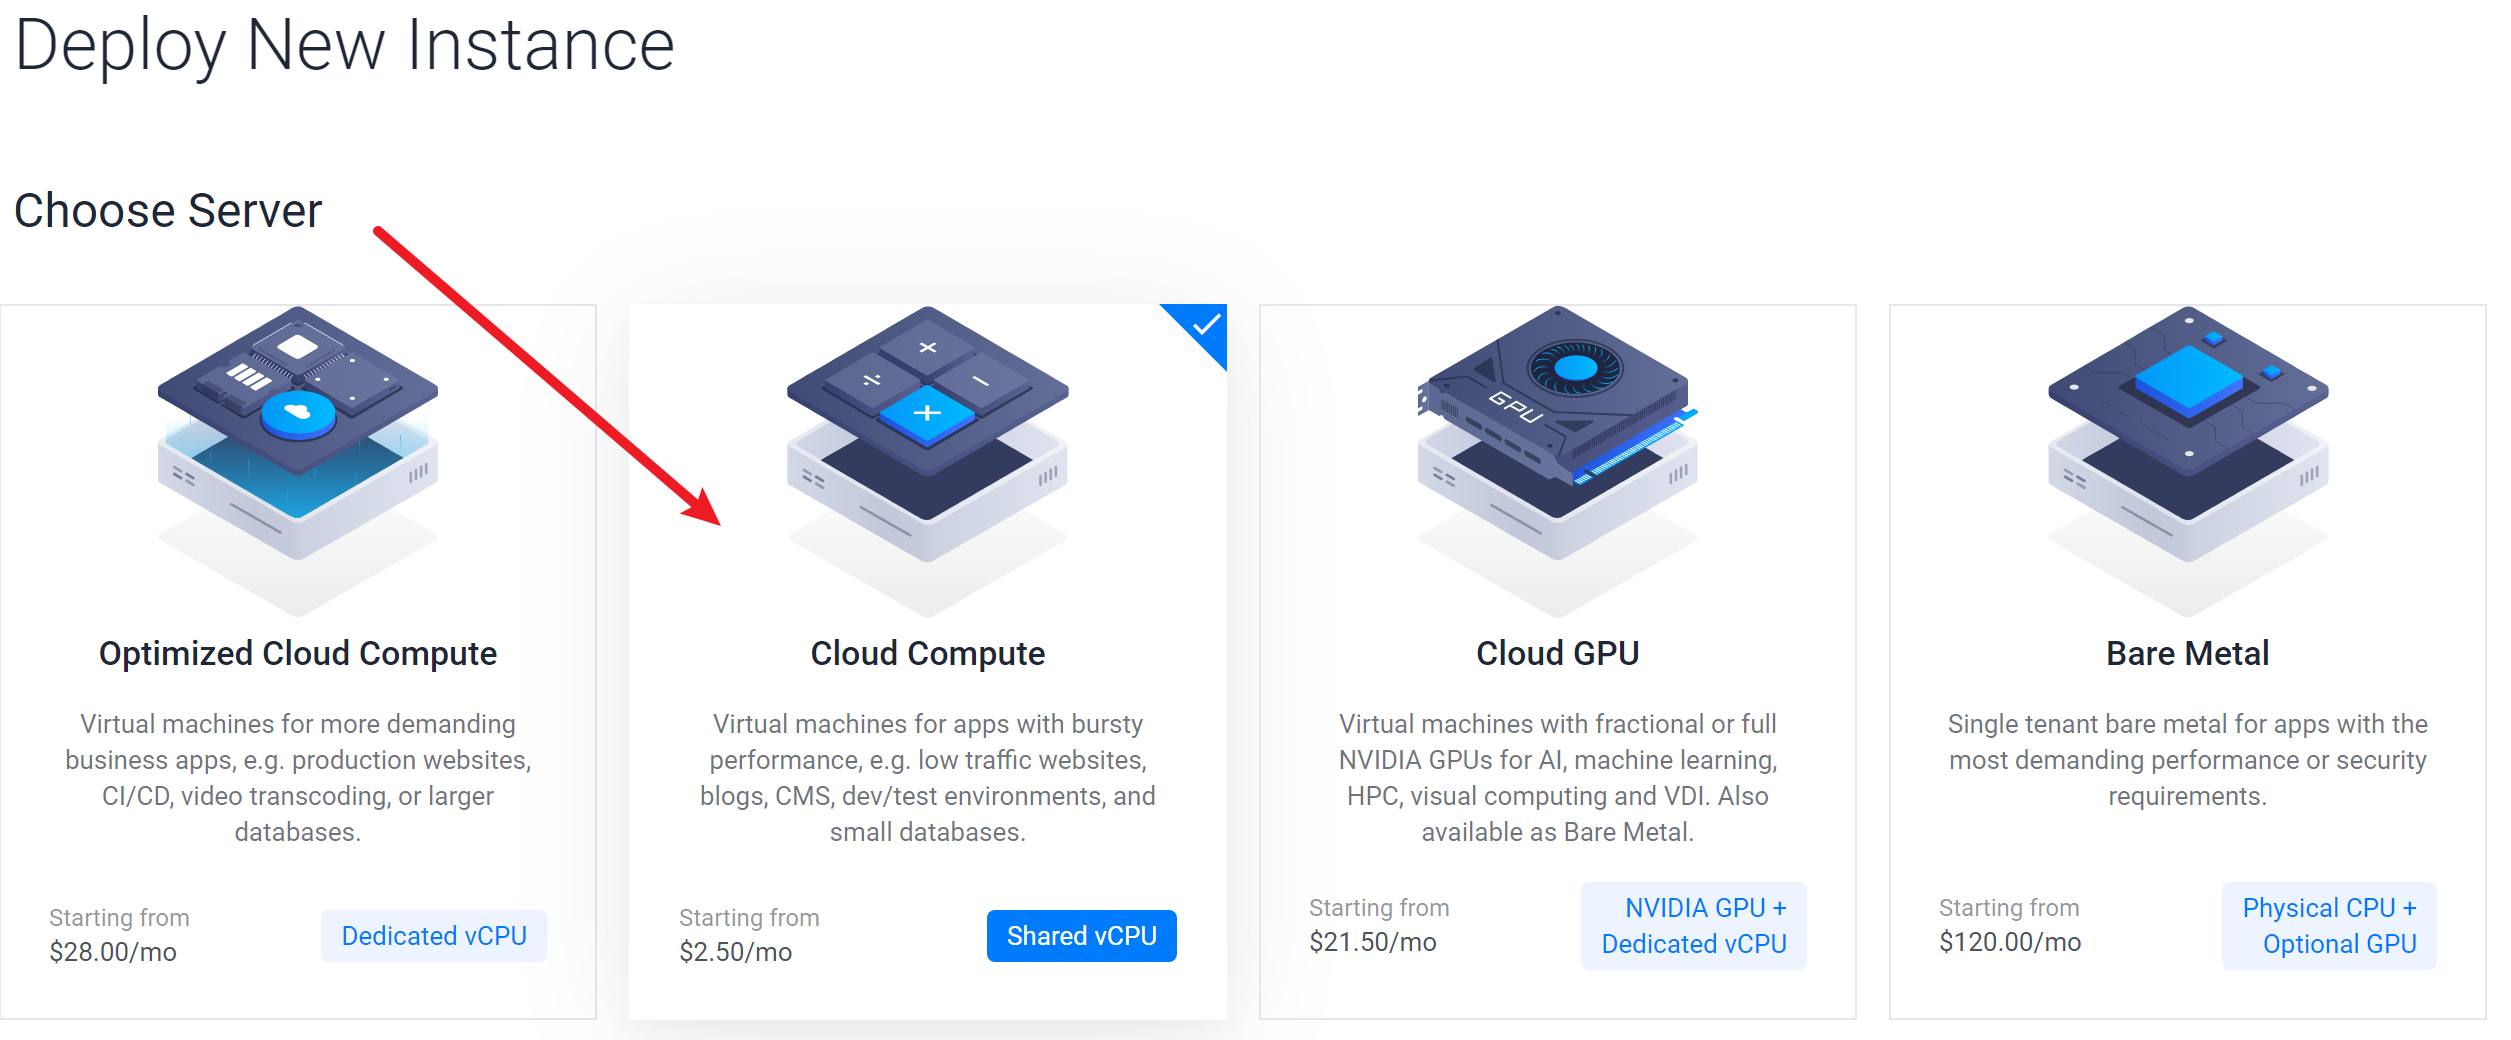 Deploy New Instance
Choose Server
GPU
Optimized Cloud Compute
Virtual machines for more demanding
business apps, e.g. production websites,
CI/CD, video transcoding, or larger
databases.
Starting from
$28.00/mo
Dedicated vCPU
Cloud Compute
Virtual machines for apps with bursty
performance, e.g. low traffic websites,
blogs, CMS, dev/test environments, and
small databases.
Starting from
$2.50/mo
Shared vCPU
Cloud GPU
Virtual machines with fractional or full
NVIDIA GPUs for AI, machine learning,
HPC, visual computing and VDI. Also
available as Bare Metal.
Starting from
$21.50/mo
NVIDIA GPU +
Dedicated vCPU
Bare Metal
Single tenant bare metal for apps with the
most demanding performance or security
requirements.
Starting from
$120.00/mo
Physical CPU +
Optional GPU